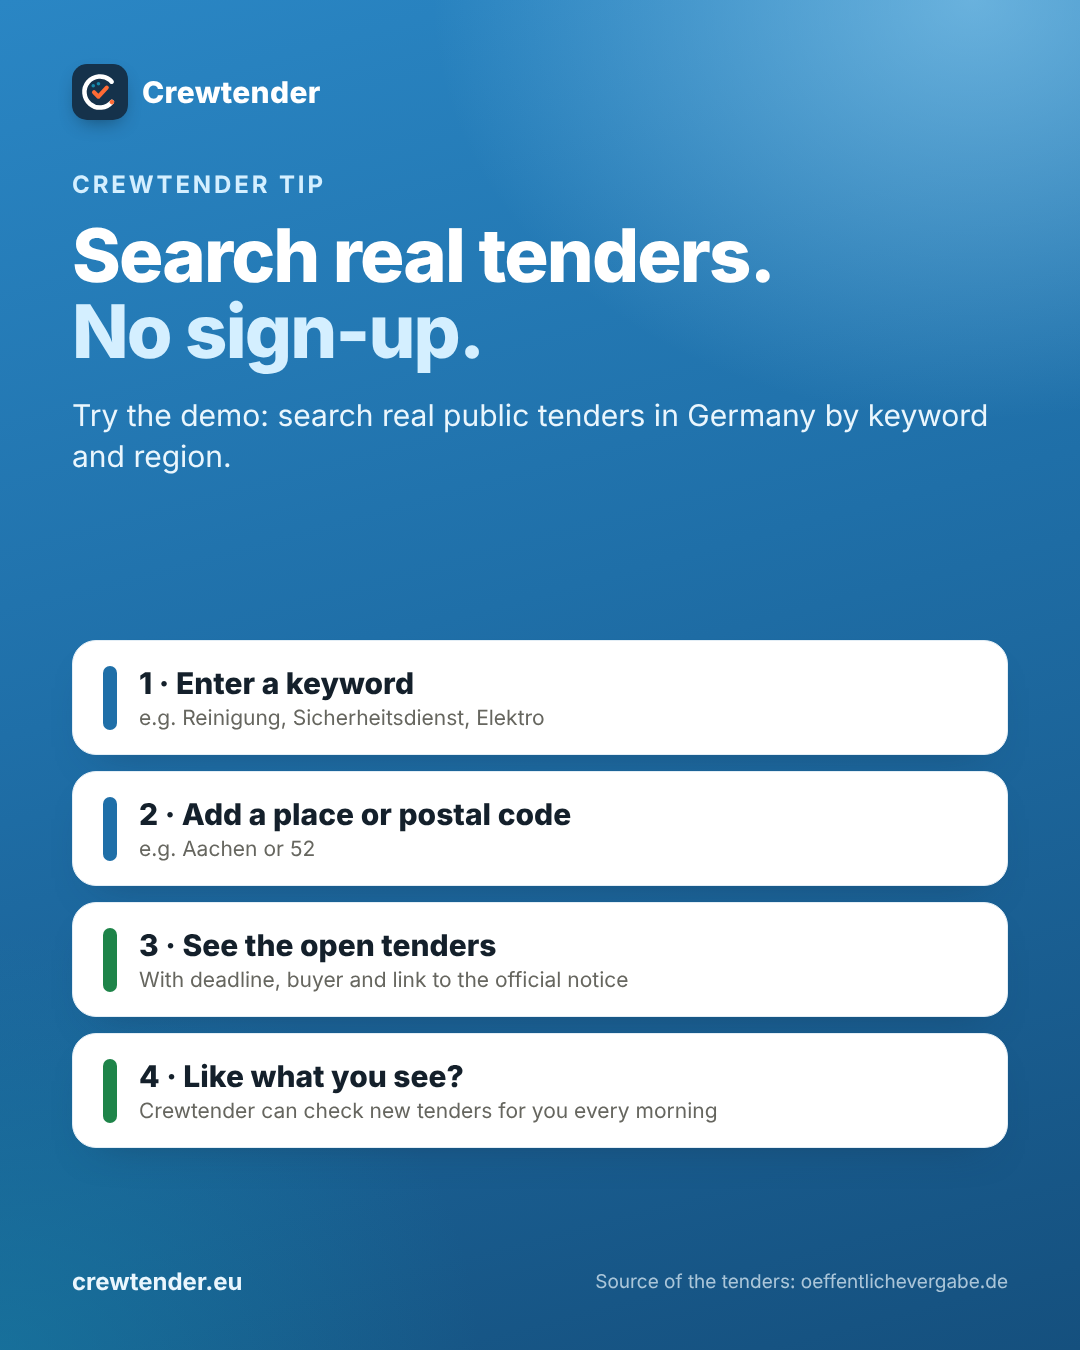 Crewtender
CREWTENDER TIP
Search real tenders.
No sign-up.
Try the demo: search real public tenders in Germany by keyword
and region.
1 · Enter a keyword
e.g. Reinigung, Sicherheitsdienst, Elektro
2 · Add a place or postal code
e.g. Aachen or 52
3 · See the open tenders
With deadline, buyer and link to the official notice
4 · Like what you see?
Crewtender can check new tenders for you every morning
crewtender.eu
Source of the tenders: oeffentlichevergabe.de